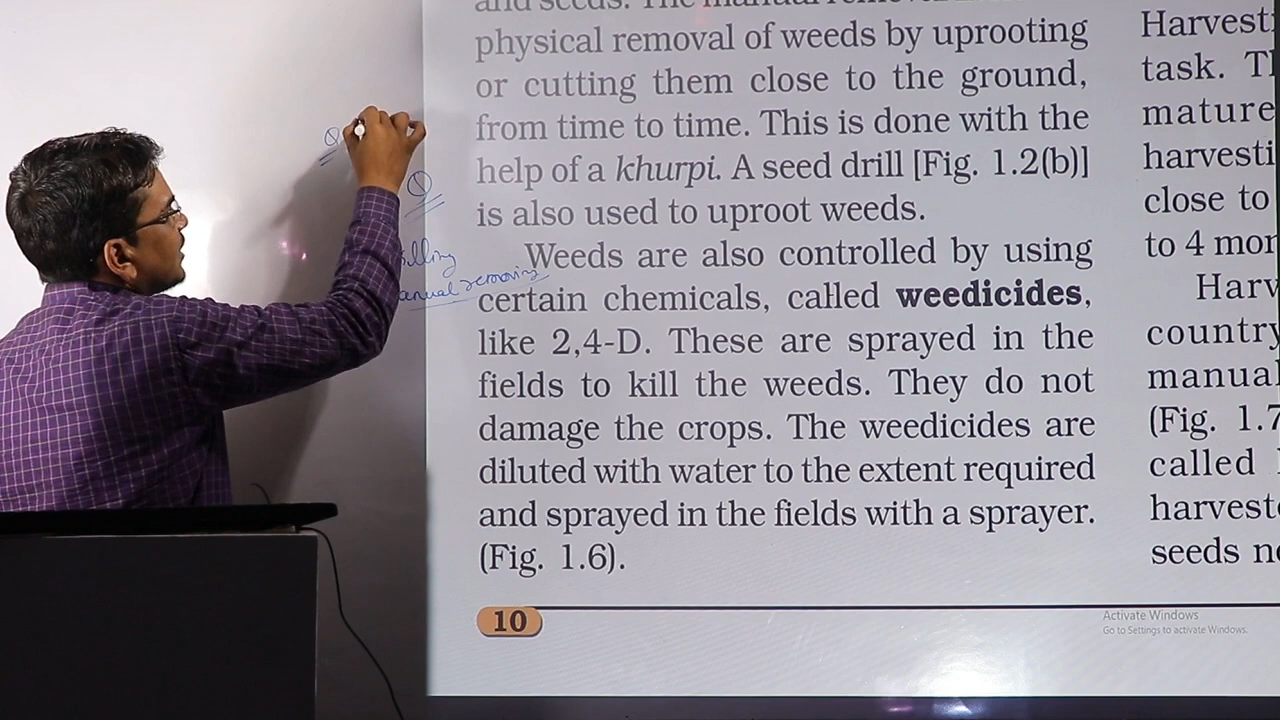 physical removal of weeds by uprooting
or cutting them close to the ground,
from time to time. This is done with the
help of a khurpi. A seed drill [Fig. 1.2(b)]
is also used to uproot weeds.
Weeds are also controlled by using
certain chemicals, called weedicides,
like 2,4-D. These are sprayed in the
fields to kill the weeds. They do not
damage the crops. The weedicides are
diluted with water to the extent required
and sprayed in the fields with a sprayer.
(Fig. 1.6).
10
Harvesti
task. Th
mature
harvesti
close to
to 4 mon
Harv
country
manual
(Fig. 1.7
called
harveste
seeds ne
illing
anual removing
Activate Windows
Go to Settings to activate Windows.